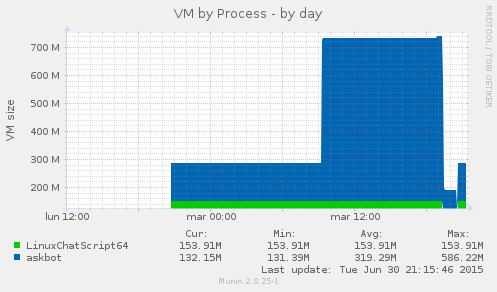 VM by Process - by day
RRDTOOL / TOBI OETIKER
VM size
700 M
600 M
500 M
400 M
300 M
200 M
lun 12:00 mar 00:00 mar 12:00
Cur: Min: Avg: Max:
LinuxChatScript64 153.91M 153.91M 153.91M 153.91M
askbot 132.15M 131.39M 319.29M 586.22M
Last update: Tue Jun 30 21:15:46 2015
Munin 2.0.25-1